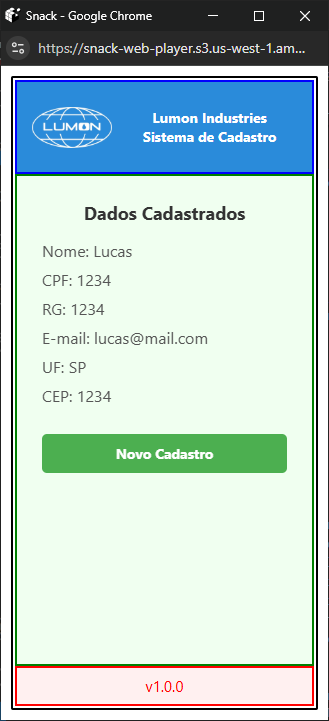 Snack - Google Chrome
https://snack-web-player.s3.us-west-1.am...
LUMON
Lumon Industries
Sistema de Cadastro
Dados Cadastrados
Nome: Lucas
CPF: 1234
RG: 1234
E-mail: lucas@mail.com
UF: SP
CEP: 1234
Novo Cadastro
v1.0.0